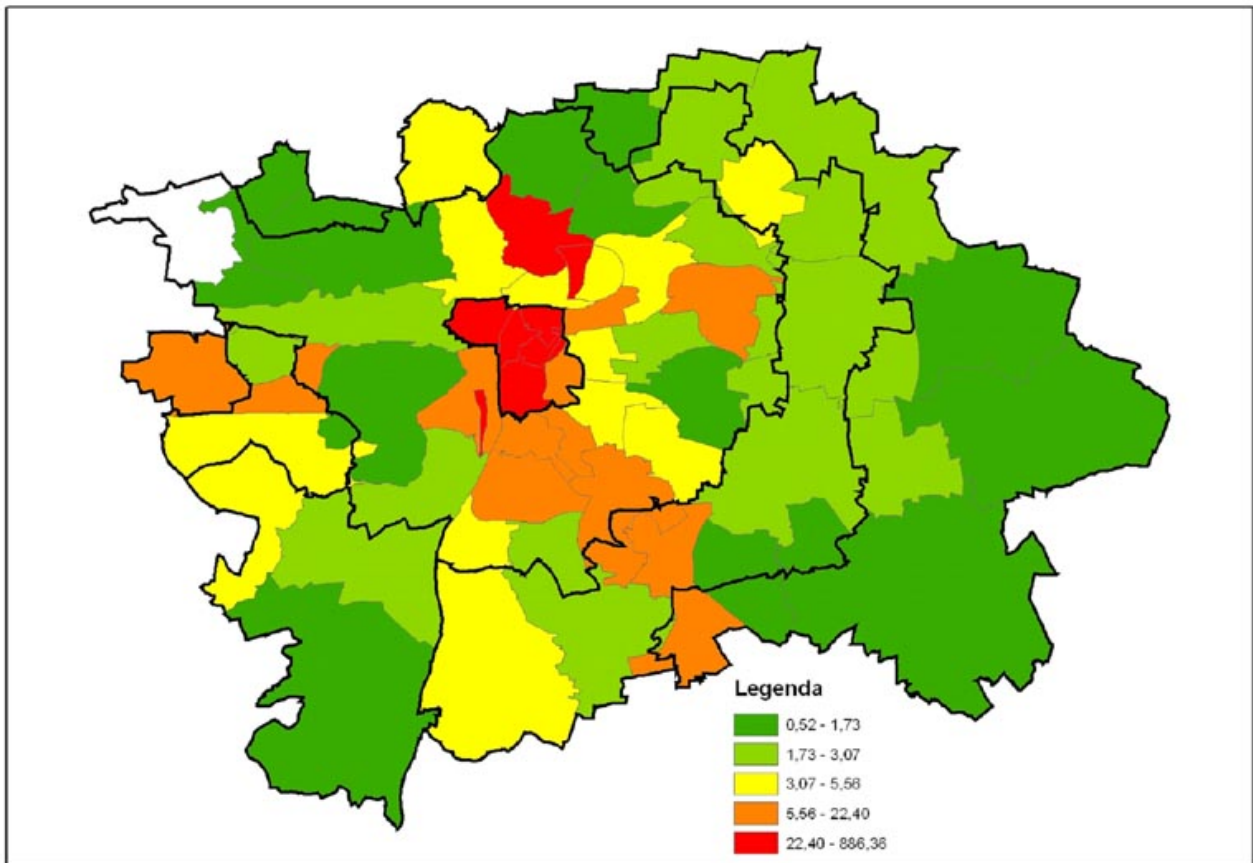 Legenda
0,52 - 1,73
1,73 - 3,07
3,07 - 5,56
5,56 - 22,40
22,40 - 886,36